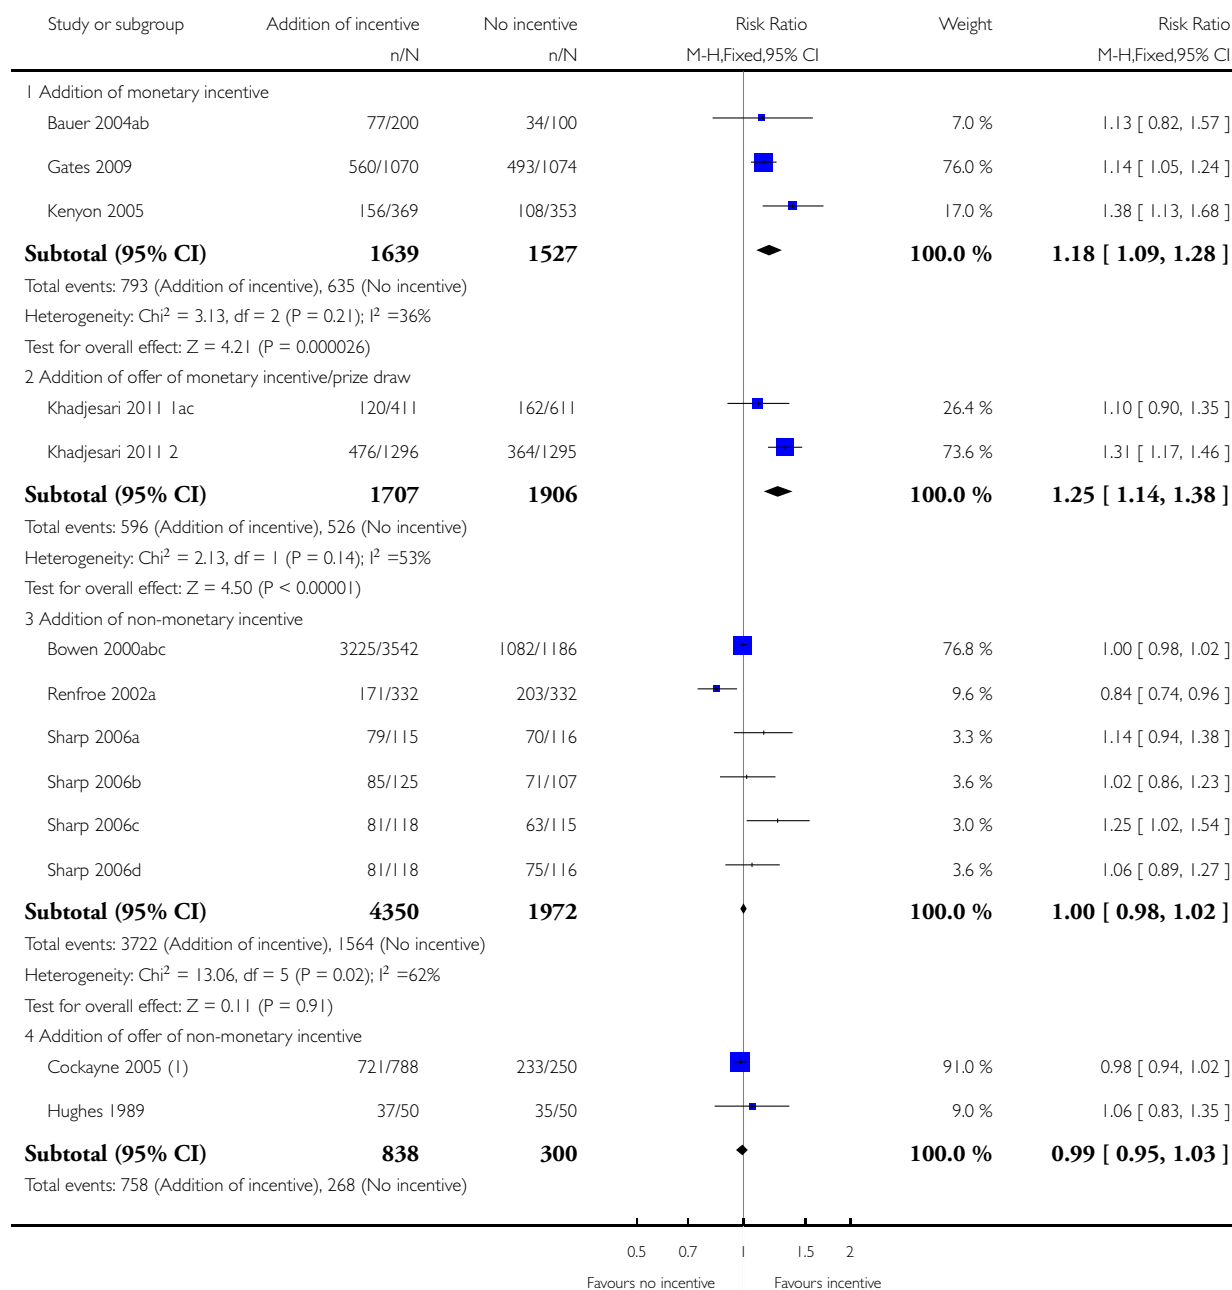 Study or subgroup Addition of incentive No incentive Risk Ratio Weight Risk Ratio
n/N n/N M-H,Fixed,95% CI M-H,Fixed,95% CI
1 Addition of monetary incentive
Bauer 2004ab 77/200 34/100 7.0 % 1.13 [ 0.82, 1.57 ]
Gates 2009 560/1070 493/1074 76.0 % 1.14 [ 1.05, 1.24 ]
Kenyon 2005 156/369 108/353 17.0 % 1.38 [ 1.13, 1.68 ]
Subtotal (95% CI) 1639 1527 100.0 % 1.18 [ 1.09, 1.28 ]
Total events: 793 (Addition of incentive), 635 (No incentive)
Heterogeneity: Chi² = 3.13, df = 2 (P = 0.21); I² =36%
Test for overall effect: Z = 4.21 (P = 0.000026)
2 Addition of offer of monetary incentive/prize draw
Khadjesari 2011 1ac 120/411 162/611 26.4 % 1.10 [ 0.90, 1.35 ]
Khadjesari 2011 2 476/1296 364/1295 73.6 % 1.31 [ 1.17, 1.46 ]
Subtotal (95% CI) 1707 1906 100.0 % 1.25 [ 1.14, 1.38 ]
Total events: 596 (Addition of incentive), 526 (No incentive)
Heterogeneity: Chi² = 2.13, df = 1 (P = 0.14); I² =53%
Test for overall effect: Z = 4.50 (P < 0.00001)
3 Addition of non-monetary incentive
Bowen 2000abc 3225/3542 1082/1186 76.8 % 1.00 [ 0.98, 1.02 ]
Renfroe 2002a 171/332 203/332 9.6 % 0.84 [ 0.74, 0.96 ]
Sharp 2006a 79/115 70/116 3.3 % 1.14 [ 0.94, 1.38 ]
Sharp 2006b 85/125 71/107 3.6 % 1.02 [ 0.86, 1.23 ]
Sharp 2006c 81/118 63/115 3.0 % 1.25 [ 1.02, 1.54 ]
Sharp 2006d 81/118 75/116 3.6 % 1.06 [ 0.89, 1.27 ]
Subtotal (95% CI) 4350 1972 100.0 % 1.00 [ 0.98, 1.02 ]
Total events: 3722 (Addition of incentive), 1564 (No incentive)
Heterogeneity: Chi² = 13.06, df = 5 (P = 0.02); I² =62%
Test for overall effect: Z = 0.11 (P = 0.91)
4 Addition of offer of non-monetary incentive
Cockayne 2005 (1) 721/788 233/250 91.0 % 0.98 [ 0.94, 1.02 ]
Hughes 1989 37/50 35/50 9.0 % 1.06 [ 0.83, 1.35 ]
Subtotal (95% CI) 838 300 100.0 % 0.99 [ 0.95, 1.03 ]
Total events: 758 (Addition of incentive), 268 (No incentive)
0.5 0.7 1 1.5 2
Favours no incentive Favours incentive